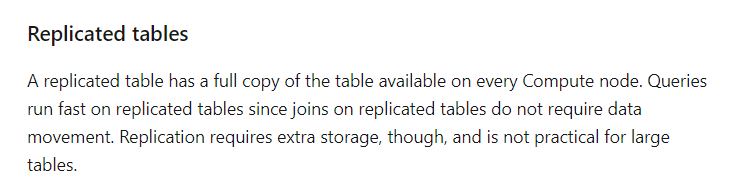 Replicated tables
A replicated table has a full copy of the table available on every Compute node. Queries
run fast on replicated tables since joins on replicated tables do not require data
movement. Replication requires extra storage, though, and is not practical for large
tables.